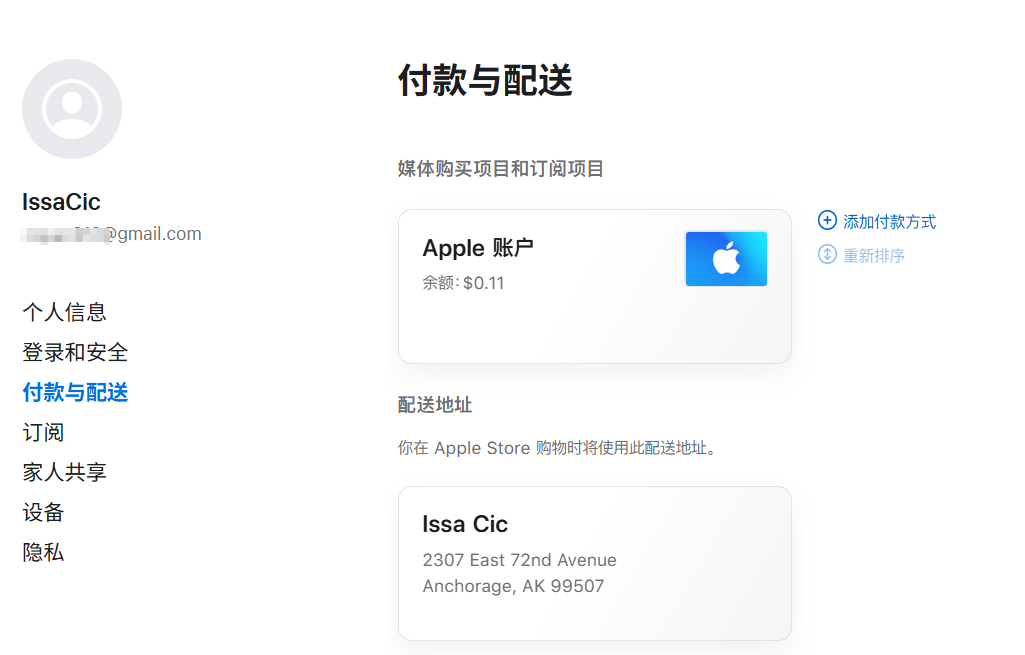 IssaCic
@gmail.com
个人信息
登录和安全
付款与配送
订阅
家人共享
设备
隐私
付款与配送
媒体购买项目和订阅项目
Apple 账户
余额：$0.11
添加付款方式
重新排序
配送地址
你在 Apple Store 购物时将使用此配送地址。
Issa Cic
2307 East 72nd Avenue
Anchorage, AK 99507